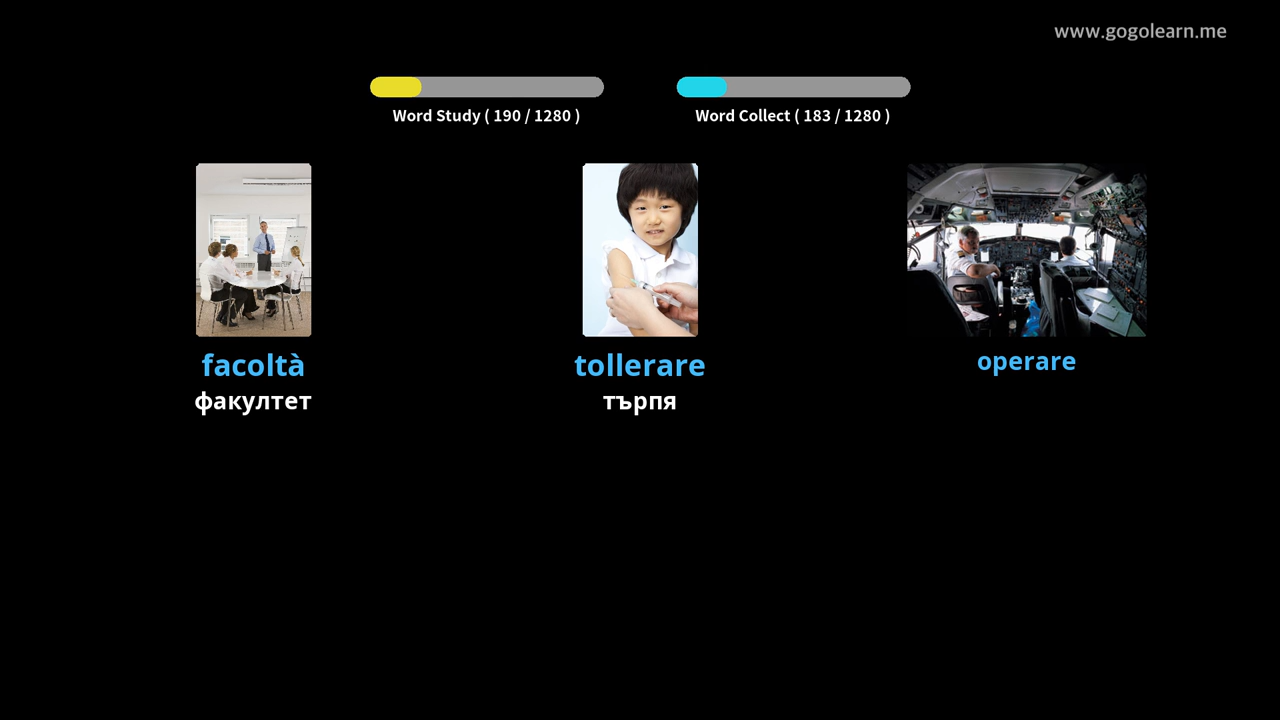 www.gogolearn.me
Word Study ( 190 / 1280 )
Word Collect ( 183 / 1280 )
facoltà
tollerare
operare
факултет
търпя